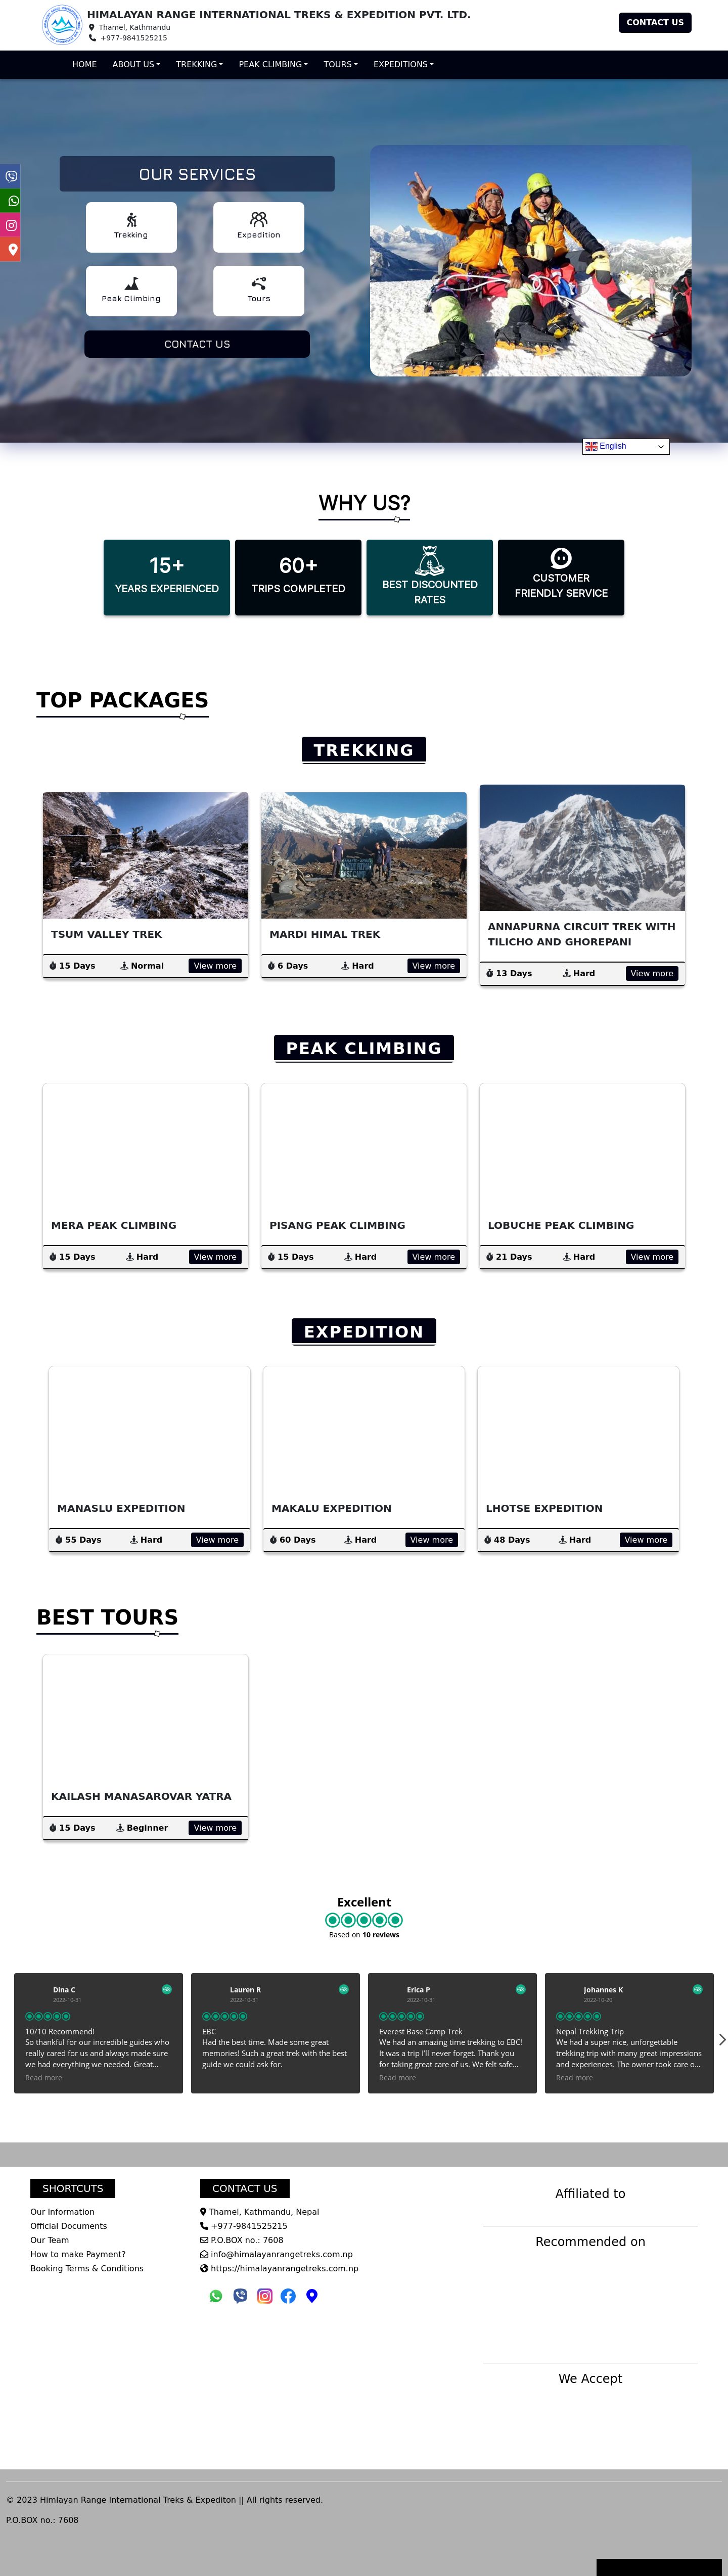 HIMALAYAN RANGE INTERNATIONAL TREKS & EXPEDITION PVT. LTD.
Thamel, Kathmandu
+977-9841525215
CONTACT US
HOME ABOUT US TREKKING PEAK CLIMBING TOURS EXPEDITIONS
OUR SERVICES
Trekking
Expedition
Peak Climbing
Tours
CONTACT US
English
WHY US?
15+
YEARS EXPERIENCED
60+
TRIPS COMPLETED
BEST DISCOUNTED
RATES
CUSTOMER
FRIENDLY SERVICE
TOP PACKAGES
TREKKING
TSUM VALLEY TREK
15 Days Normal View more
MARDI HIMAL TREK
6 Days Hard View more
ANNAPURNA CIRCUIT TREK WITH
TILICHO AND GHOREPANI
13 Days Hard View more
PEAK CLIMBING
MERA PEAK CLIMBING
15 Days Hard View more
PISANG PEAK CLIMBING
15 Days Hard View more
LOBUCHE PEAK CLIMBING
21 Days Hard View more
EXPEDITION
MANASLU EXPEDITION
55 Days Hard View more
MAKALU EXPEDITION
60 Days Hard View more
LHOTSE EXPEDITION
48 Days Hard View more
BEST TOURS
KAILASH MANASAROVAR YATRA
15 Days Beginner View more
Excellent
Based on 10 reviews
Dina C
2022-10-31
10/10 Recommend!
So thankful for our incredible guides who
really cared for us and always made sure
we had everything we needed. Great...
Read more
Lauren R
2022-10-31
EBC
Had the best time. Made some great
memories! Such a great trek with the best
guide we could ask for.
Erica P
2022-10-31
Everest Base Camp Trek
We had an amazing time trekking to EBC!
It was a trip I'll never forget. Thank you
for taking great care of us. We felt safe...
Read more
Johannes K
2022-10-20
Nepal Trekking Trip
We had a super nice, unforgettable
trekking trip with many great impressions
and experiences. The owner took care o...
Read more
SHORTCUTS
Our Information
Official Documents
Our Team
How to make Payment?
Booking Terms & Conditions
CONTACT US
Thamel, Kathmandu, Nepal
+977-9841525215
P.O.BOX no.: 7608
info@himalayanrangetreks.com.np
https://himalayanrangetreks.com.np
Affiliated to
Recommended on
We Accept
© 2023 Himlayan Range International Treks & Expediton || All rights reserved.
P.O.BOX no.: 7608